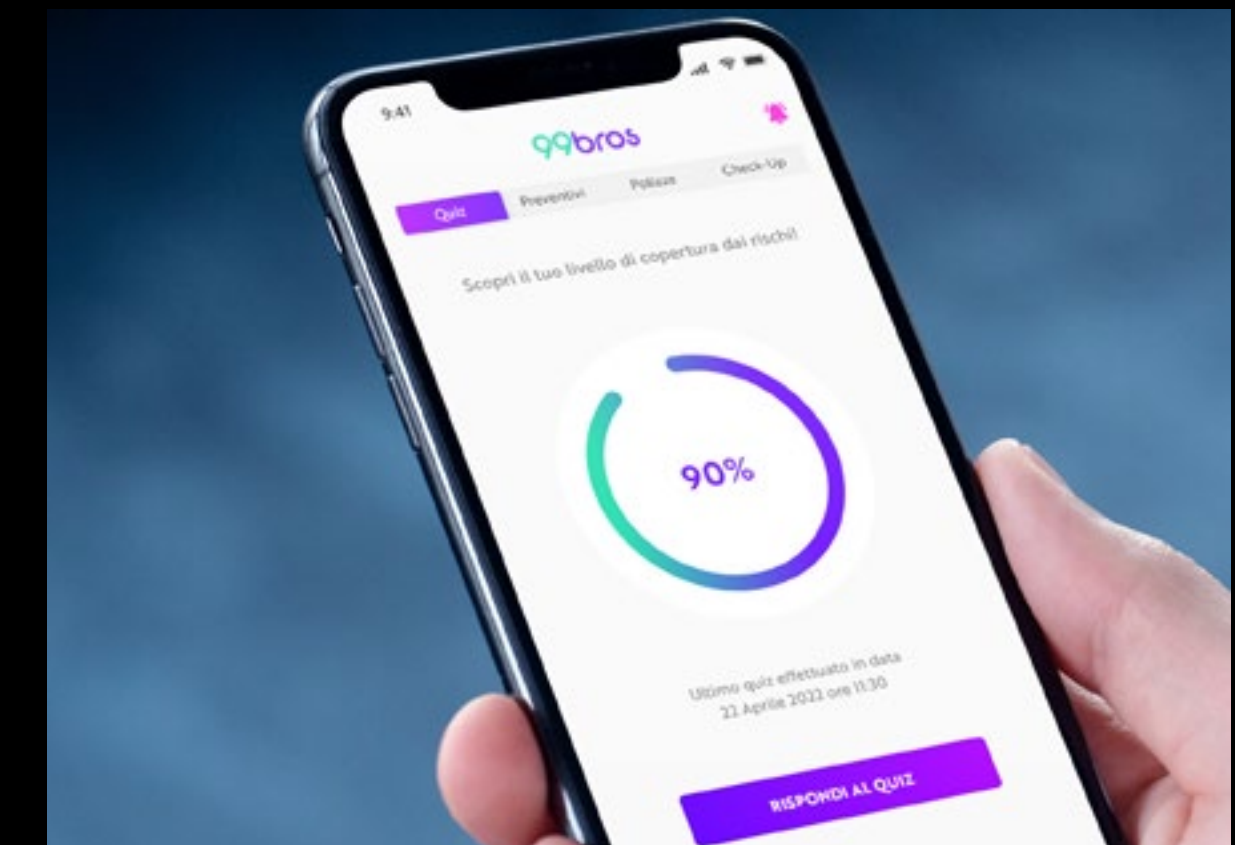 9:41
99bros
Quiz Preventivi Polizze Check-Up
Scopri il tuo livello di copertura dai rischi!
90%
Ultimo quiz effettuato in data
22 Aprile 2022 ore 11:30
RISPONDI AL QUIZ